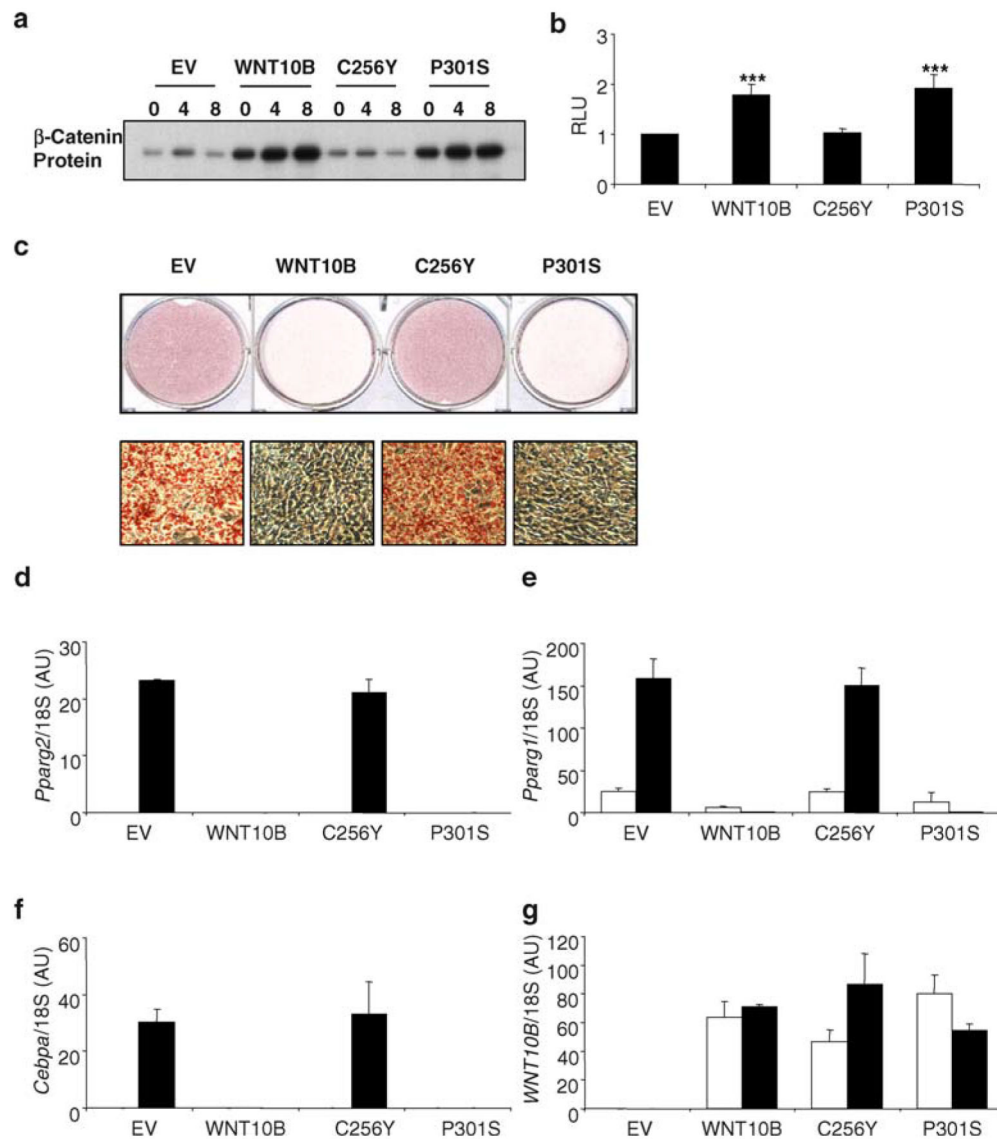 a
EV WNT10B C256Y P301S
0 4 8 0 4 8 0 4 8 0 4 8
β-Catenin
Protein
b
3
2
1
0
RLU
*** ***
EV WNT10B C256Y P301S
c
EV WNT10B C256Y P301S
d
30
20
10
0
Pparg2/18S (AU)
EV WNT10B C256Y P301S
e
200
150
100
50
0
Pparg1/18S (AU)
EV WNT10B C256Y P301S
f
60
40
20
0
Cebpa/18S (AU)
EV WNT10B C256Y P301S
g
120
100
80
60
40
20
0
WNT10B/18S (AU)
EV WNT10B C256Y P301S